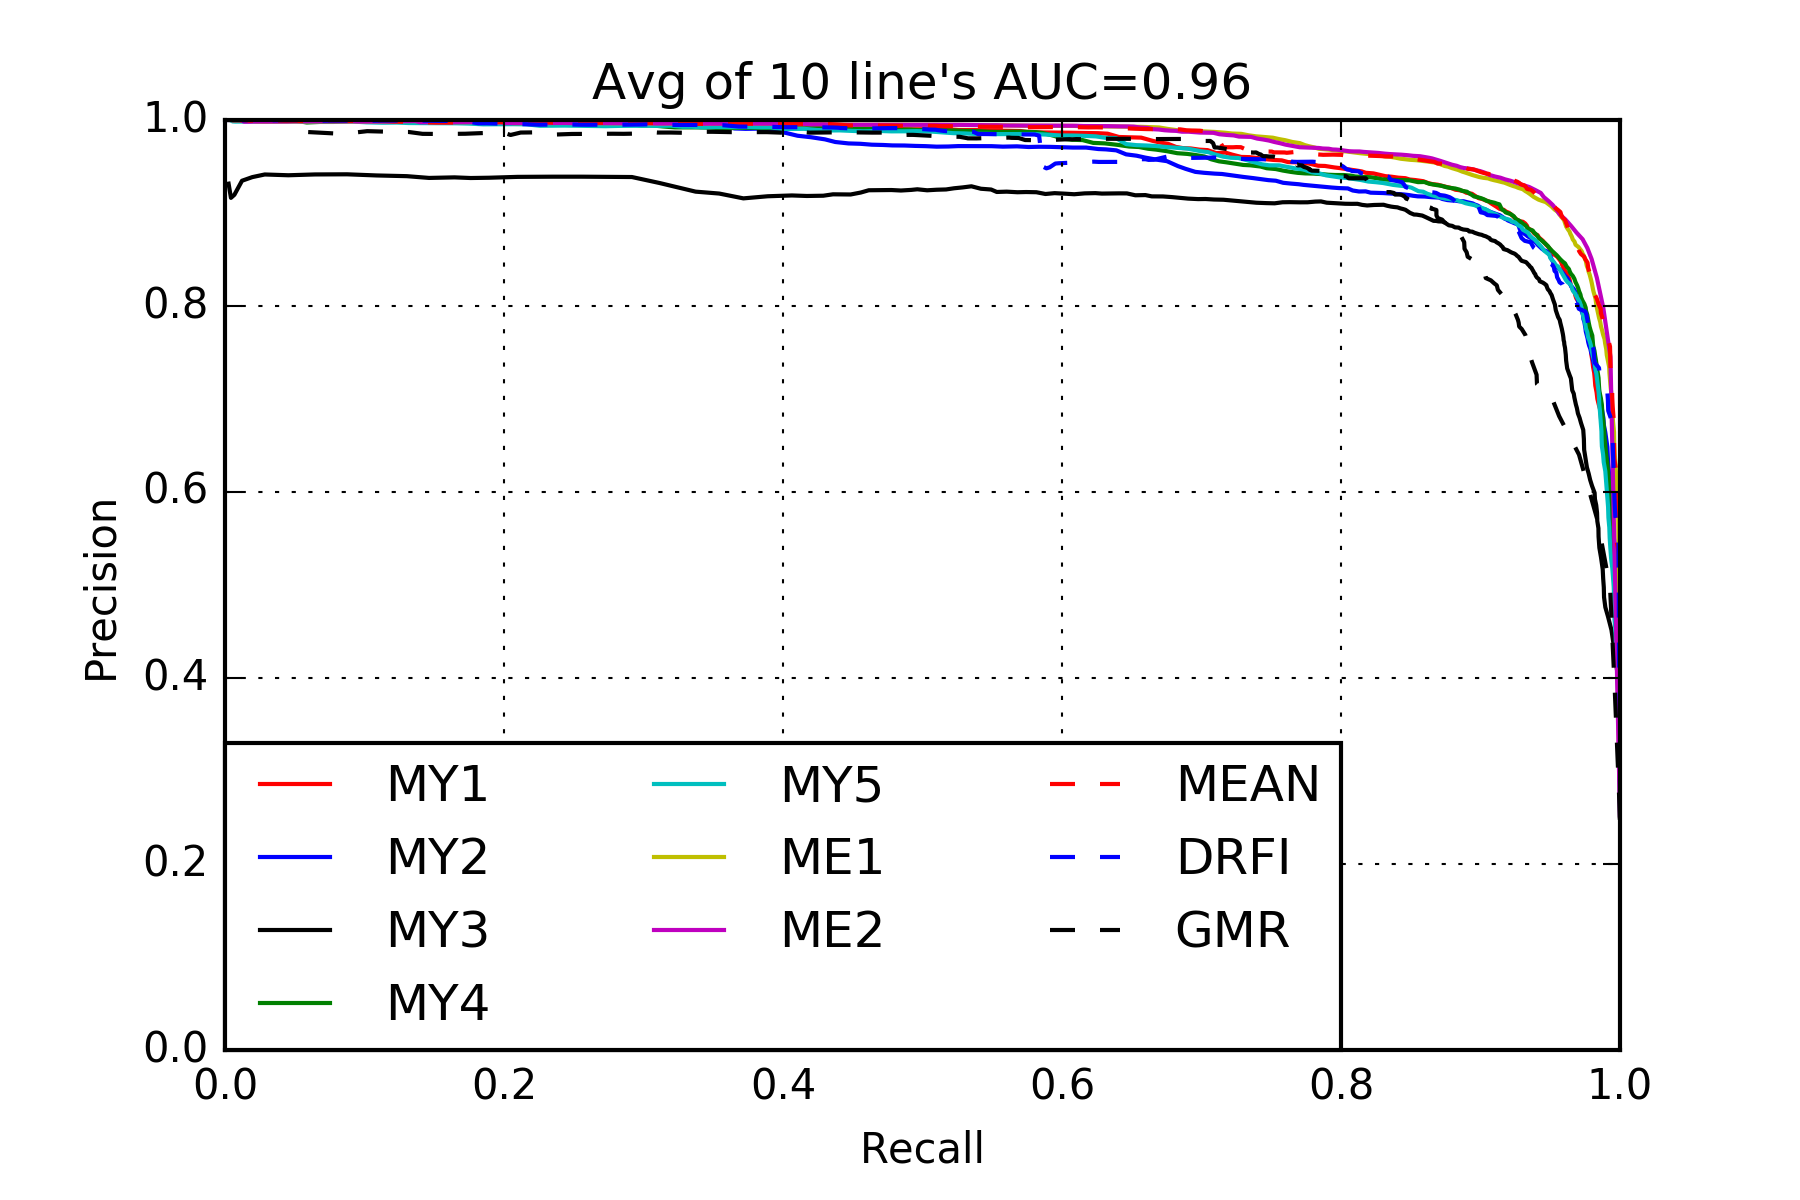 Avg of 10 line's AUC=0.96
1.0
0.8
0.6
0.4
0.2
0.0
Precision
MY1 MY5 MEAN
MY2 ME1 DRFI
MY3 ME2 GMR
MY4
0.0 0.2 0.4 0.6 0.8 1.0
Recall